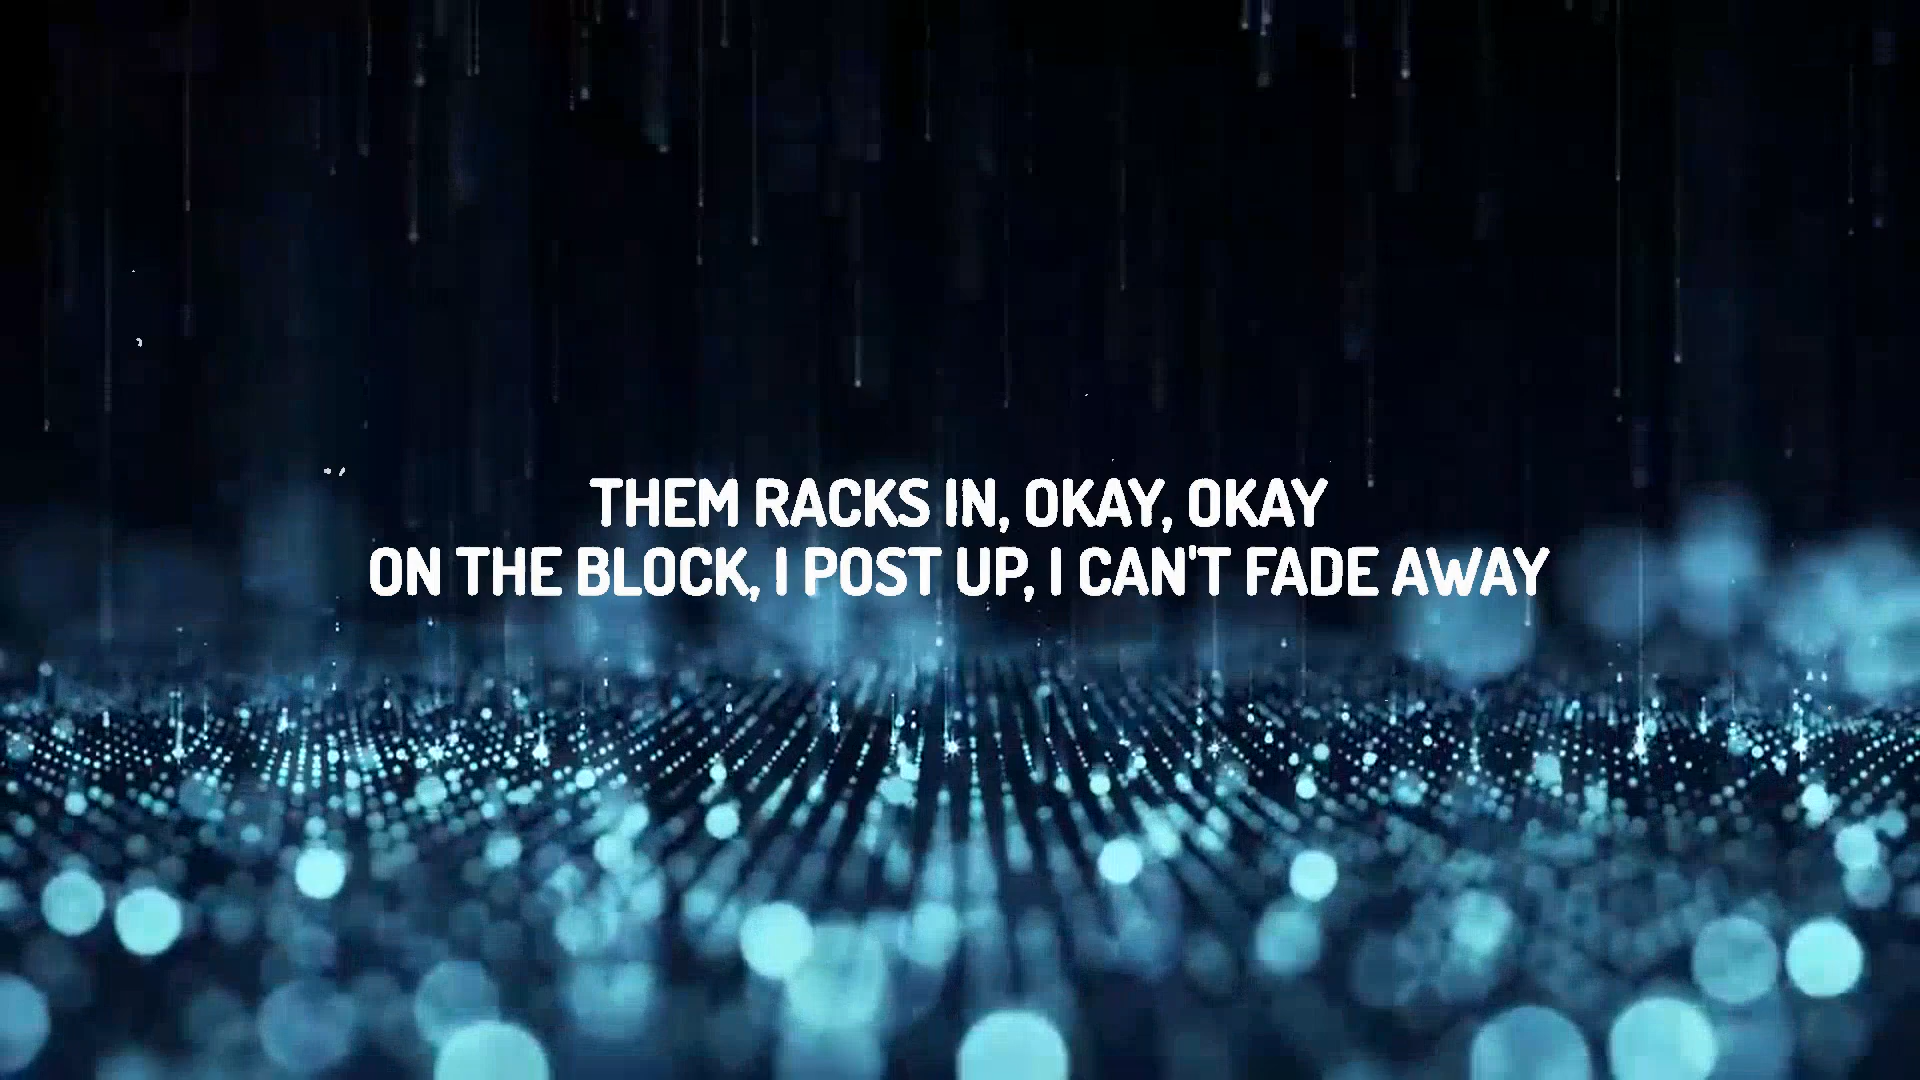 THEM RACKS IN, OKAY, OKAY
ON THE BLOCK, I POST UP, I CAN'T FADE AWAY